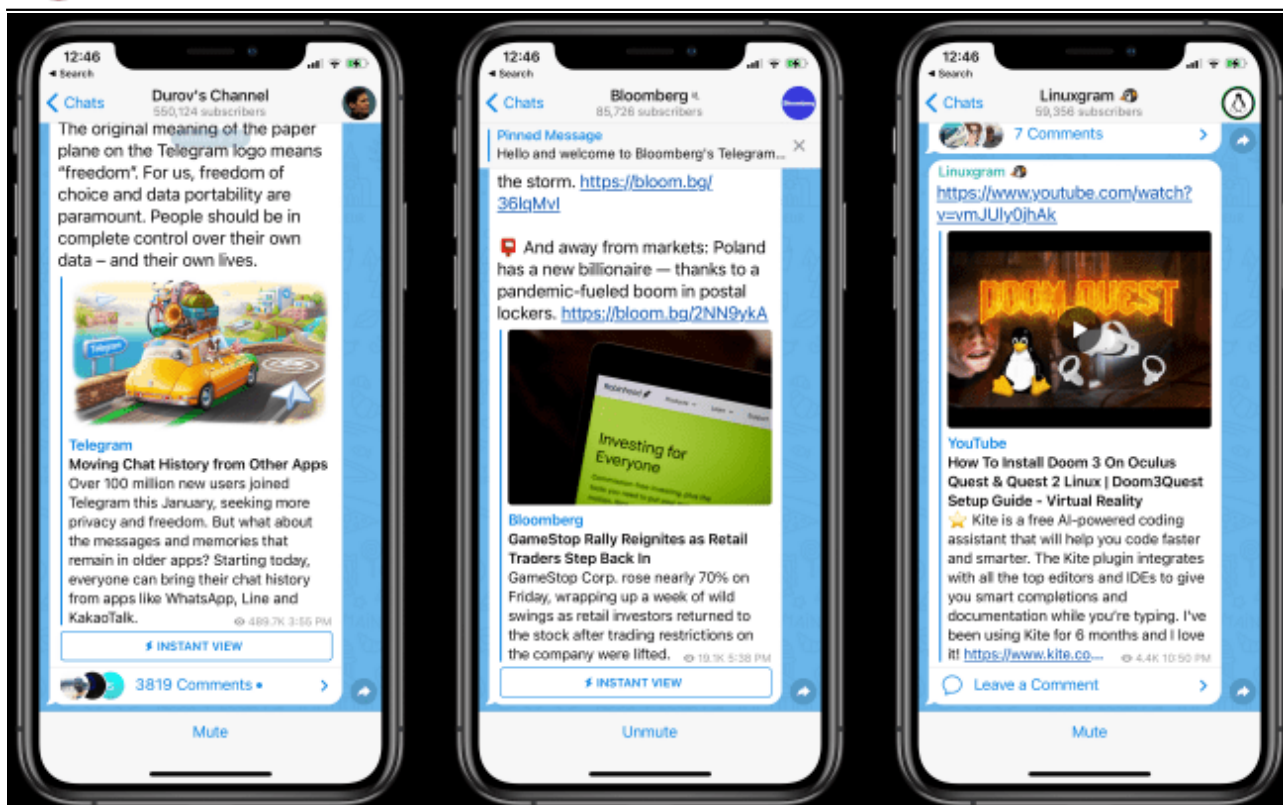 12:46
Search
Chats
Durov's Channel
550,124 subscribers
The original meaning of the paper
plane on the Telegram logo means
“freedom”. For us, freedom of
choice and data portability are
paramount. People should be in
complete control over their own
data – and their own lives.
Telegram
Telegram
Moving Chat History from Other Apps
Over 100 million new users joined
Telegram this January, seeking more
privacy and freedom. But what about
the messages and memories that
remain in older apps? Starting today,
everyone can bring their chat history
from apps like WhatsApp, Line and
KakaoTalk. 489.7K 3:55 PM
INSTANT VIEW
3819 Comments
Mute
12:46
Search
Chats
Bloomberg
85,726 subscribers
Bloomberg
Pinned Message
Hello and welcome to Bloomberg's Telegram...
the storm. https://bloom.bg/
36lqMvI
And away from markets: Poland
has a new billionaire — thanks to a
pandemic-fueled boom in postal
lockers. https://bloom.bg/2NN9ykA
Robinhood
Products Learn Support
Investing for
Everyone
Bloomberg
GameStop Rally Reignites as Retail
Traders Step Back In
GameStop Corp. rose nearly 70% on
Friday, wrapping up a week of wild
swings as retail investors returned to
the stock after trading restrictions on
the company were lifted. 19.1K 5:38 PM
INSTANT VIEW
Unmute
12:46
Search
Chats
Linuxgram
59,356 subscribers
7 Comments
Linuxgram
https://www.youtube.com/watch?
v=vmJUly0jhAk
DOOM QUEST
YouTube
How To Install Doom 3 On Oculus
Quest & Quest 2 Linux | Doom3Quest
Setup Guide - Virtual Reality
Kite is a free AI-powered coding
assistant that will help you code faster
and smarter. The Kite plugin integrates
with all the top editors and IDEs to give
you smart completions and
documentation while you're typing. I've
been using Kite for 6 months and I love
it! https://www.kite.co.... 4.4K 10:50 PM
Leave a Comment
Mute